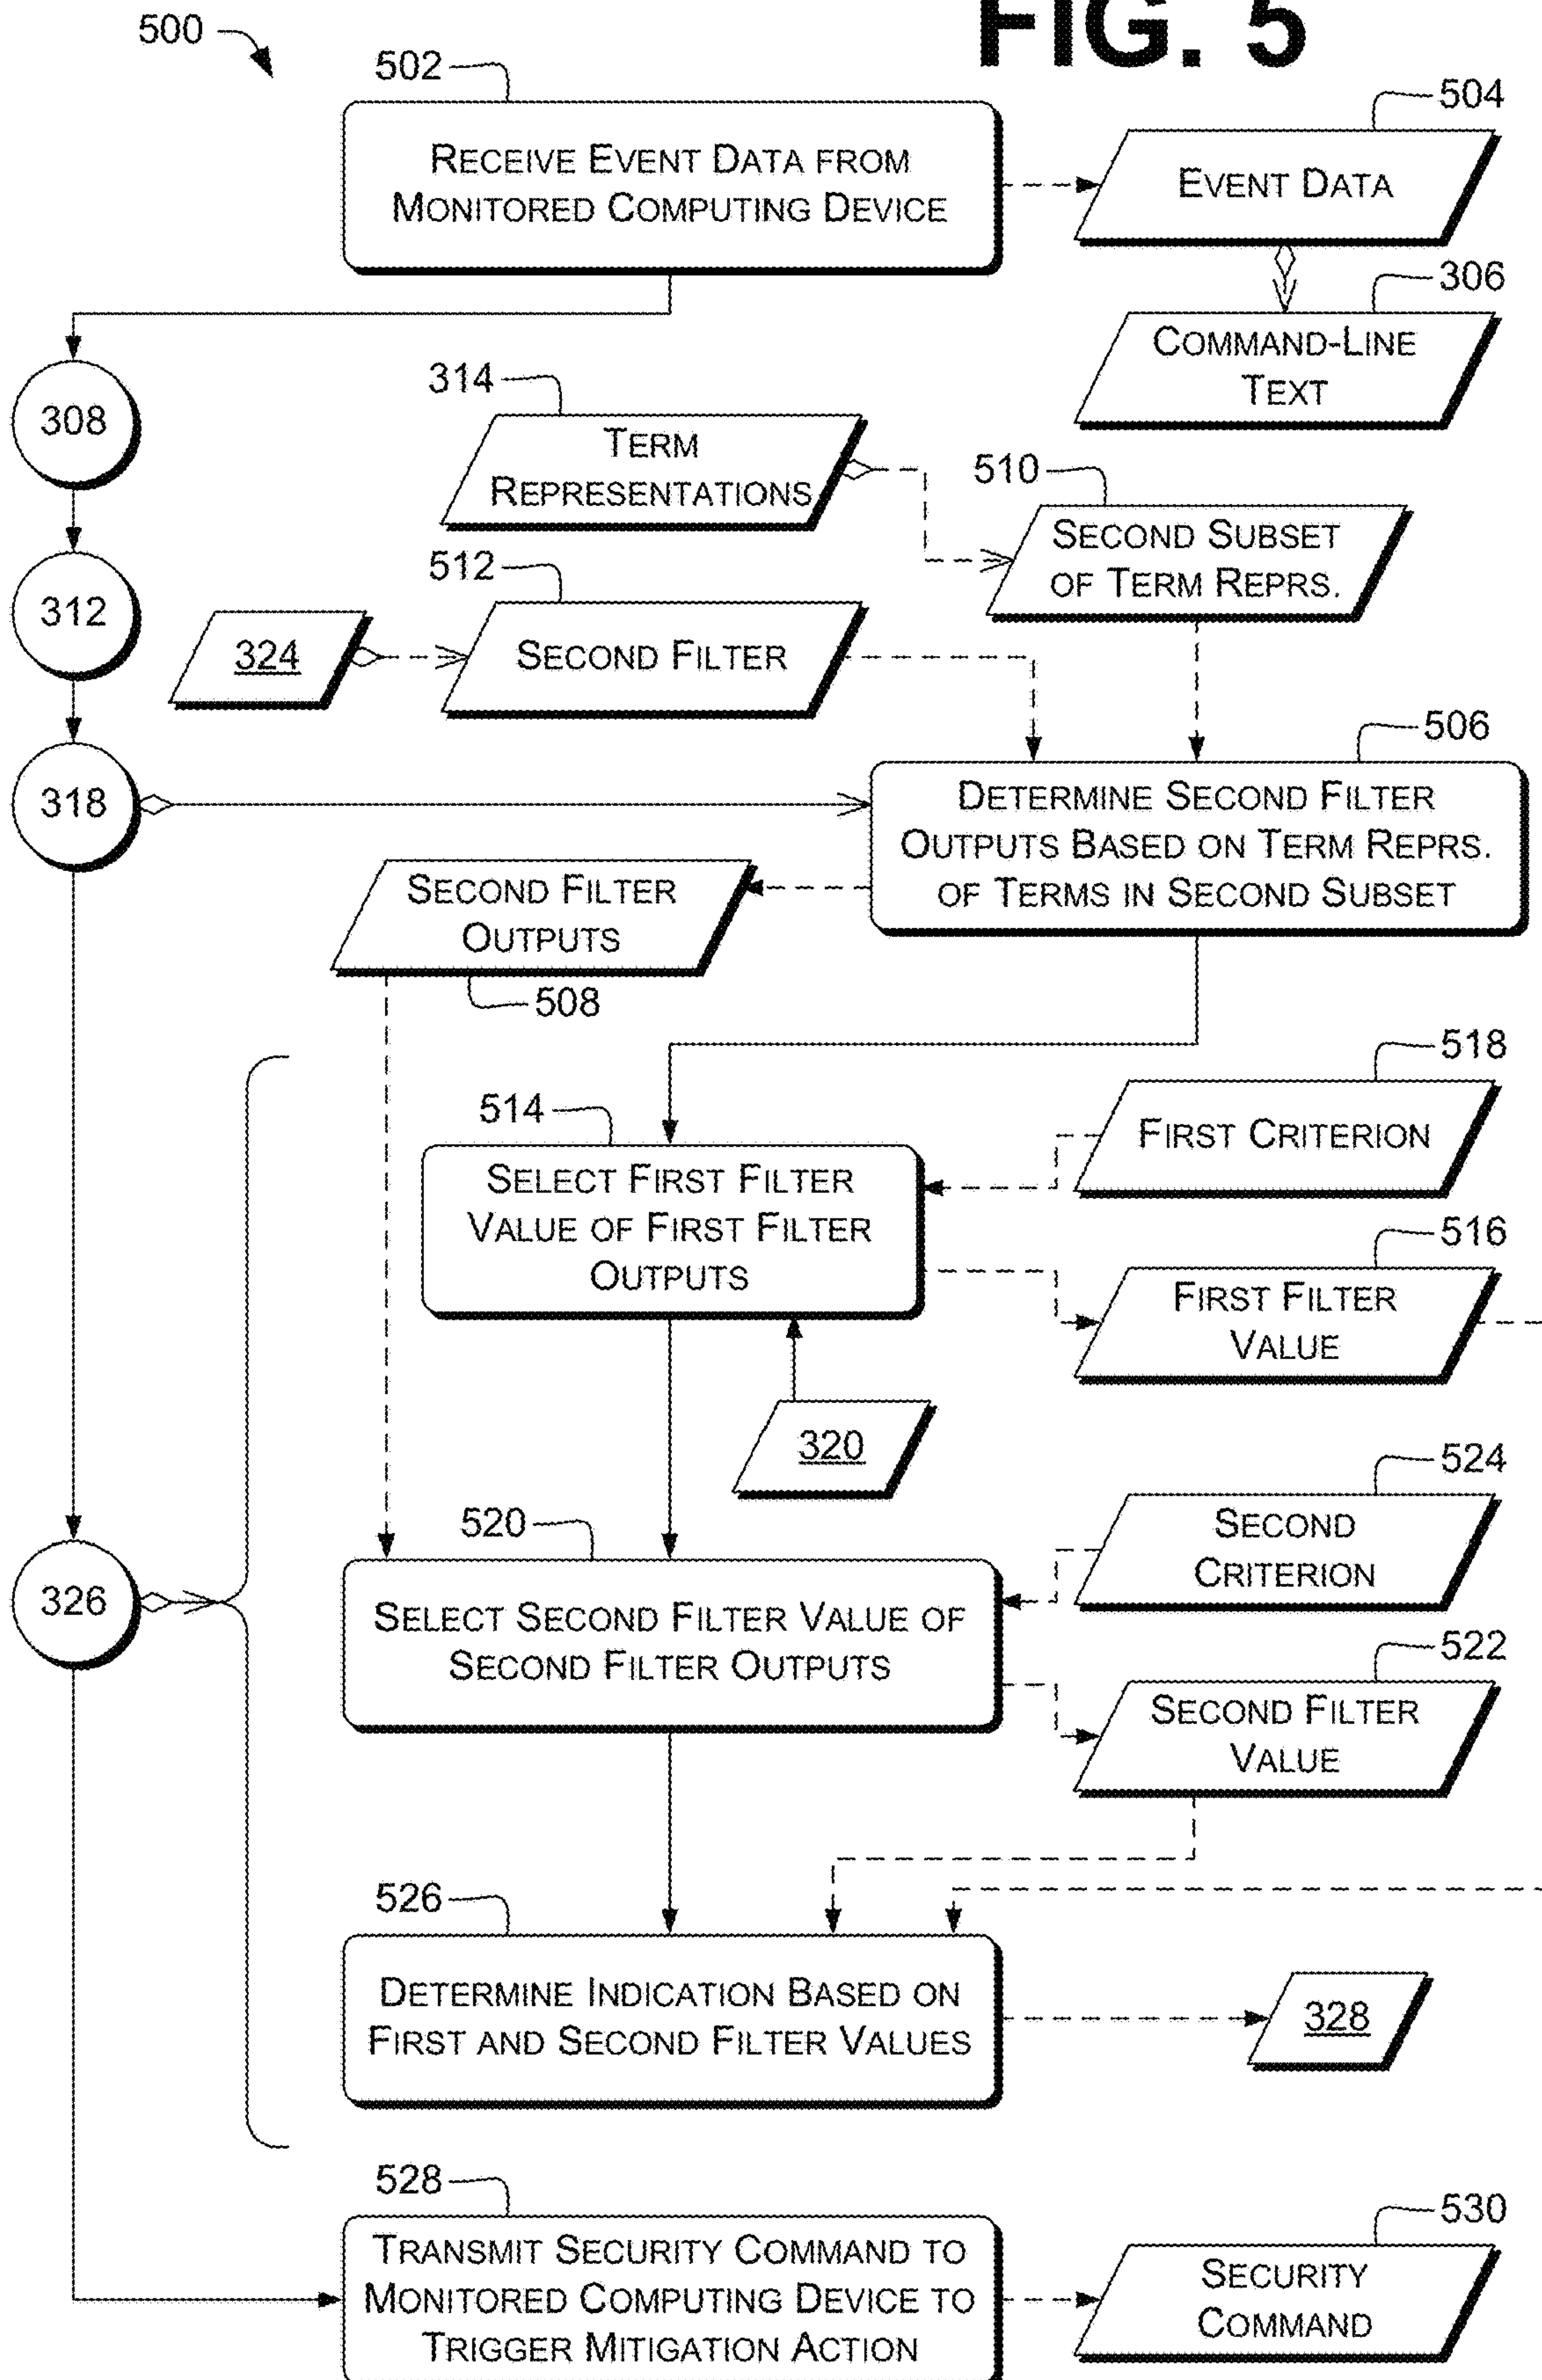 FIG. 5
500
502
RECEIVE EVENT DATA FROM
MONITORED COMPUTING DEVICE
504
EVENT DATA
306
COMMAND-LINE
TEXT
308
314
TERM
REPRESENTATIONS
510
SECOND SUBSET
OF TERM REPRS.
312
324
512
SECOND FILTER
318
506
DETERMINE SECOND FILTER
OUTPUTS BASED ON TERM REPRS.
OF TERMS IN SECOND SUBSET
SECOND FILTER
OUTPUTS
508
514
SELECT FIRST FILTER
VALUE OF FIRST FILTER
OUTPUTS
518
FIRST CRITERION
516
FIRST FILTER
VALUE
320
524
SECOND
CRITERION
520
SELECT SECOND FILTER VALUE OF
SECOND FILTER OUTPUTS
326
522
SECOND FILTER
VALUE
526
DETERMINE INDICATION BASED ON
FIRST AND SECOND FILTER VALUES
328
528
TRANSMIT SECURITY COMMAND TO
MONITORED COMPUTING DEVICE TO
TRIGGER MITIGATION ACTION
530
SECURITY
COMMAND